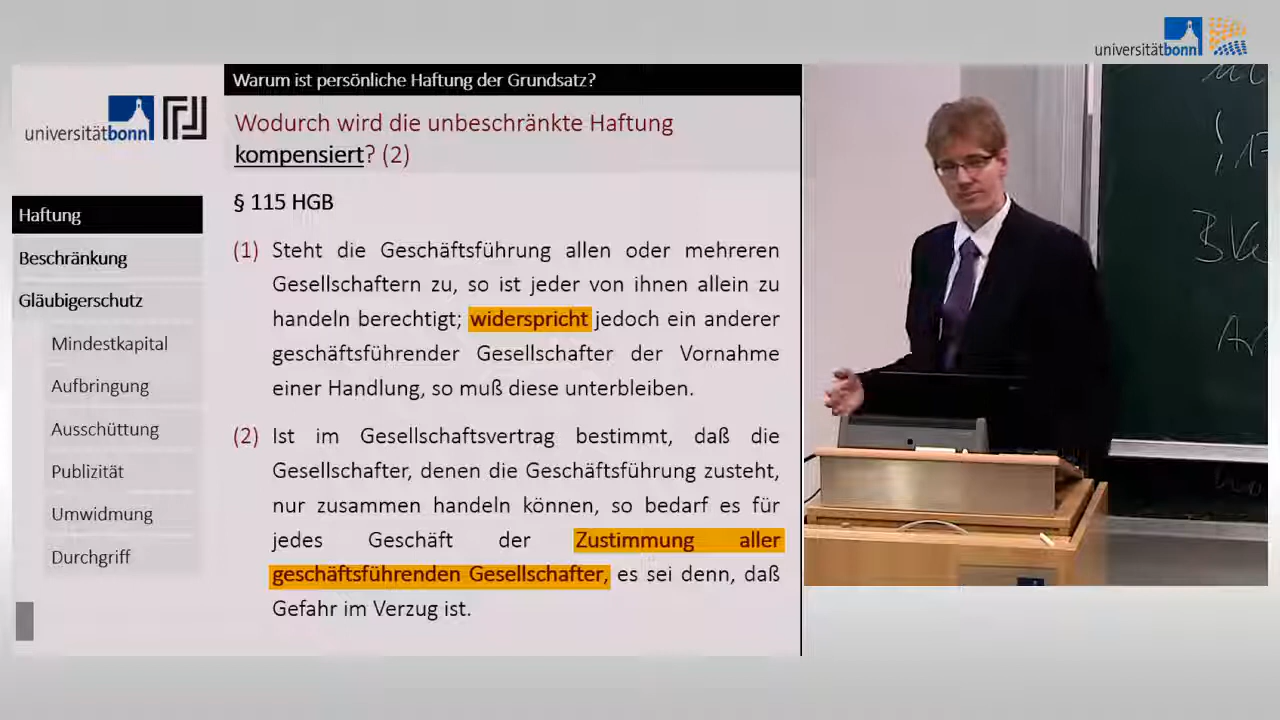 universitätbonn
universitätbonn
Warum ist persönliche Haftung der Grundsatz?
Wodurch wird die unbeschränkte Haftung
kompensiert? (2)
Haftung
Beschränkung
Gläubigerschutz
Mindestkapital
Aufbringung
Ausschüttung
Publizität
Umwidmung
Durchgriff
§ 115 HGB
(1) Steht die Geschäftsführung allen oder mehreren
Gesellschaftern zu, so ist jeder von ihnen allein zu
handeln berechtigt; widerspricht jedoch ein anderer
geschäftsführender Gesellschafter der Vornahme
einer Handlung, so muß diese unterbleiben.
(2) Ist im Gesellschaftsvertrag bestimmt, daß die
Gesellschafter, denen die Geschäftsführung zusteht,
nur zusammen handeln können, so bedarf es für
jedes Geschäft der Zustimmung aller
geschäftsführenden Gesellschafter, es sei denn, daß
Gefahr im Verzug ist.